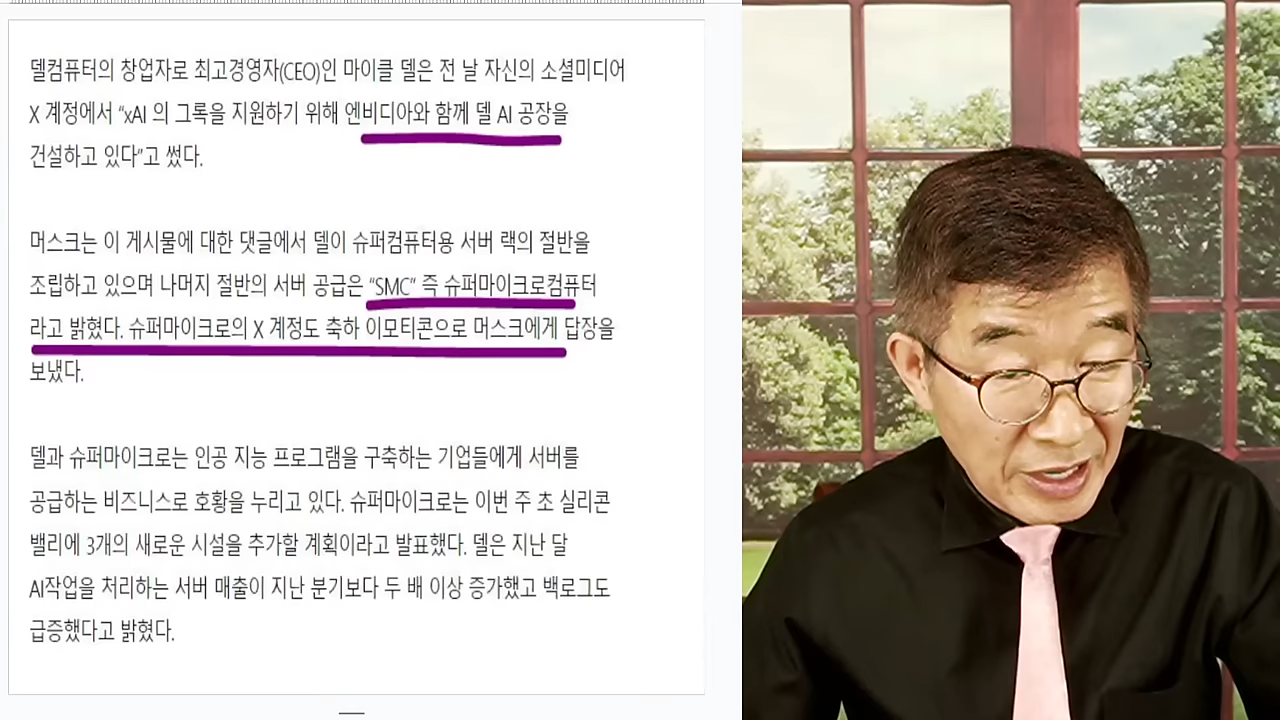 델컴퓨터의 창업자로 최고경영자(CEO)인 마이클 델은 전 날 자신의 소셜미디어
X 계정에서 “xAI 의 그록을 지원하기 위해 엔비디아와 함께 델 AI 공장을
건설하고 있다”고 썼다.
머스크는 이 게시물에 대한 댓글에서 델이 슈퍼컴퓨터용 서버 랙의 절반을
조립하고 있으며 나머지 절반의 서버 공급은 “SMC” 즉 슈퍼마이크로컴퓨터
라고 밝혔다. 슈퍼마이크로의 X 계정도 축하 이모티콘으로 머스크에게 답장을
보냈다.
델과 슈퍼마이크로는 인공 지능 프로그램을 구축하는 기업들에게 서버를
공급하는 비즈니스로 호황을 누리고 있다. 슈퍼마이크로는 이번 주 초 실리콘
밸리에 3개의 새로운 시설을 추가할 계획이라고 발표했다. 델은 지난 달
AI작업을 처리하는 서버 매출이 지난 분기보다 두 배 이상 증가했고 백로그도
급증했다고 밝혔다.